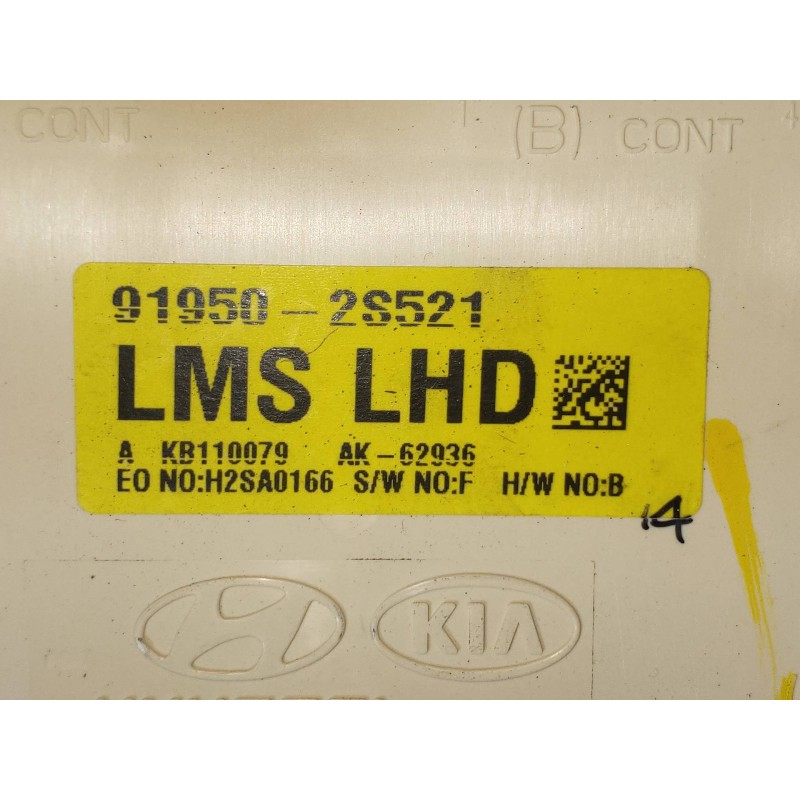 CONT (B) CONT
91950-2S521
LMS LHD
A KB110079 AK-62936
EO NO:H2SA0166 S/W NO:F H/W NO:B
14
KIA